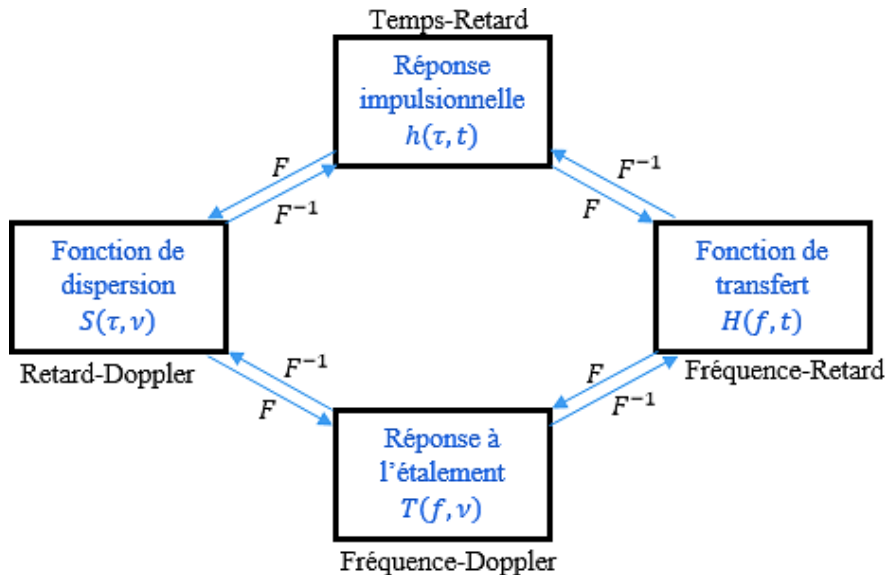 Temps-Retard
Réponse
impulsionnelle
h(τ, t)
F
F⁻¹
F⁻¹
F
Fonction de
dispersion
S(τ, ν)
Retard-Doppler
Fonction de
transfert
H(f, t)
Fréquence-Retard
F⁻¹
F
F
F⁻¹
Réponse à
l'étalement
T(f, ν)
Fréquence-Doppler